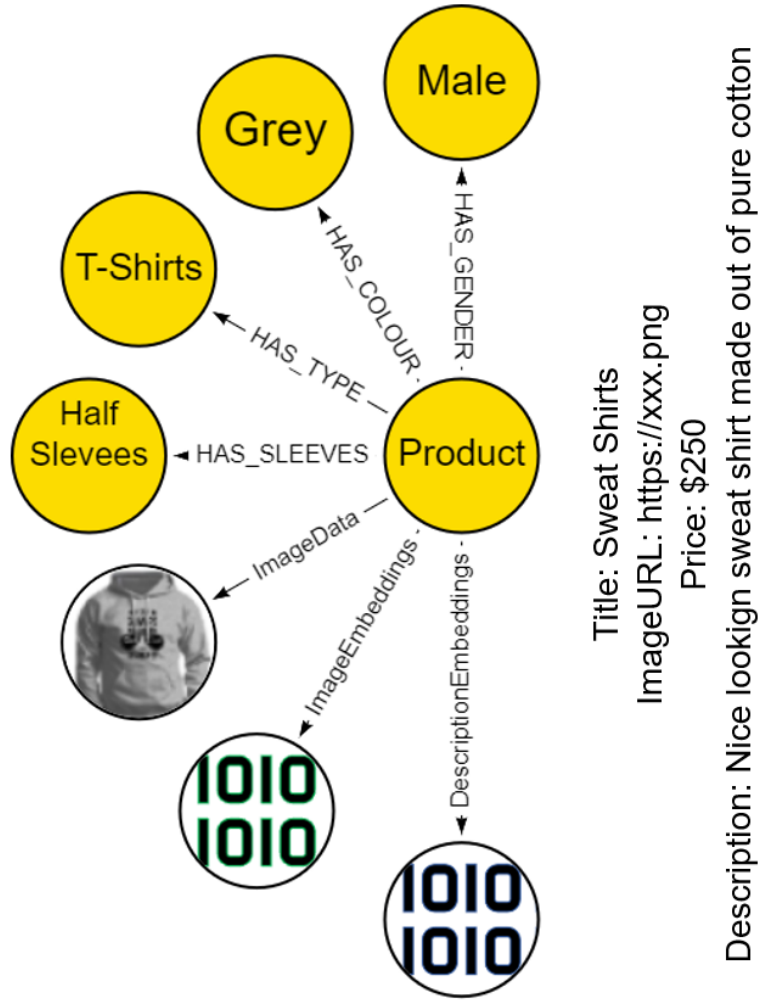 Male
Grey
T-Shirts
Half
Slevees
Product
HAS_GENDER
HAS_COLOUR
HAS_TYPE
HAS_SLEEVES
ImageData
ImageEmbeddings
DescriptionEmbeddings
1010
1010
1010
1010
Title: Sweat Shirts
ImageURL: https://xxx.png
Price: $250
Description: Nice lookign sweat shirt made out of pure cotton